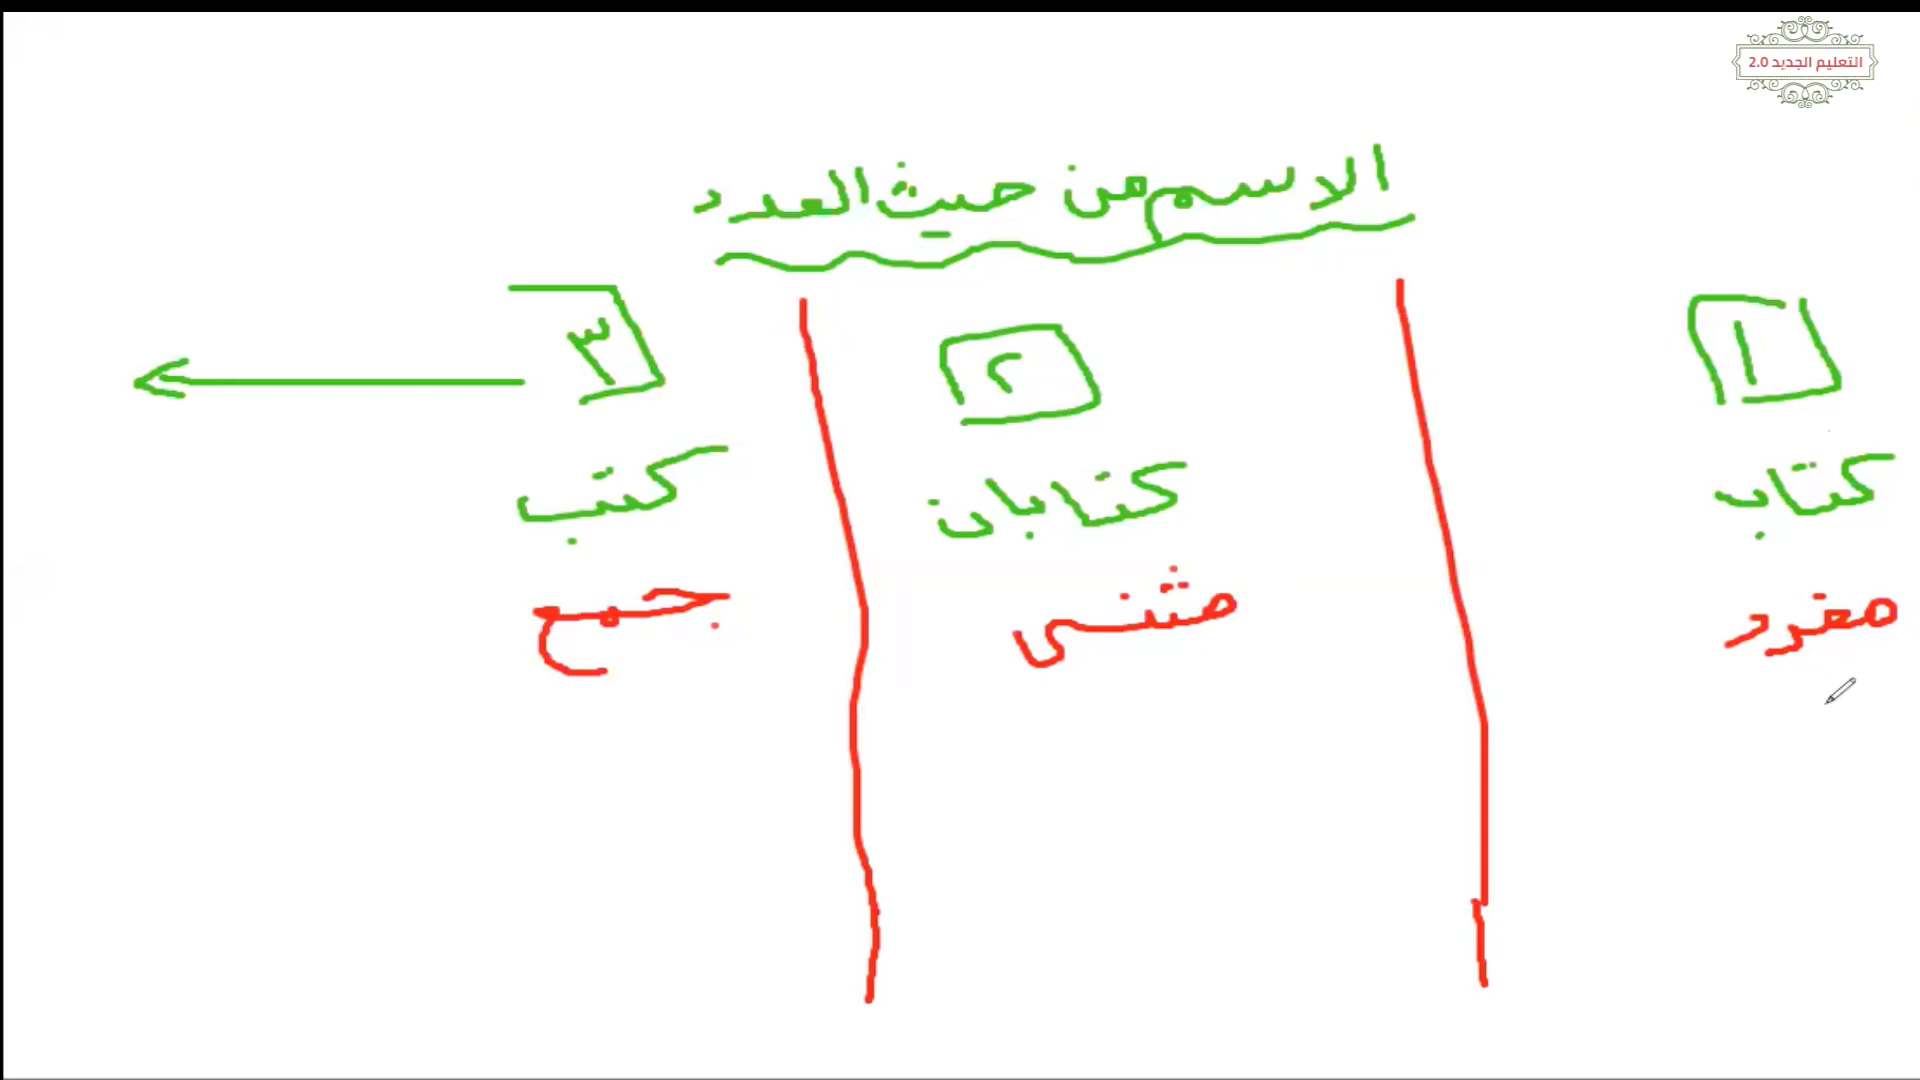 التعليم الجديد 2.0
الاسم من حيث العدد
١ ٢ ٣
كتاب كتابان كتب
مفرد مثنى جمع